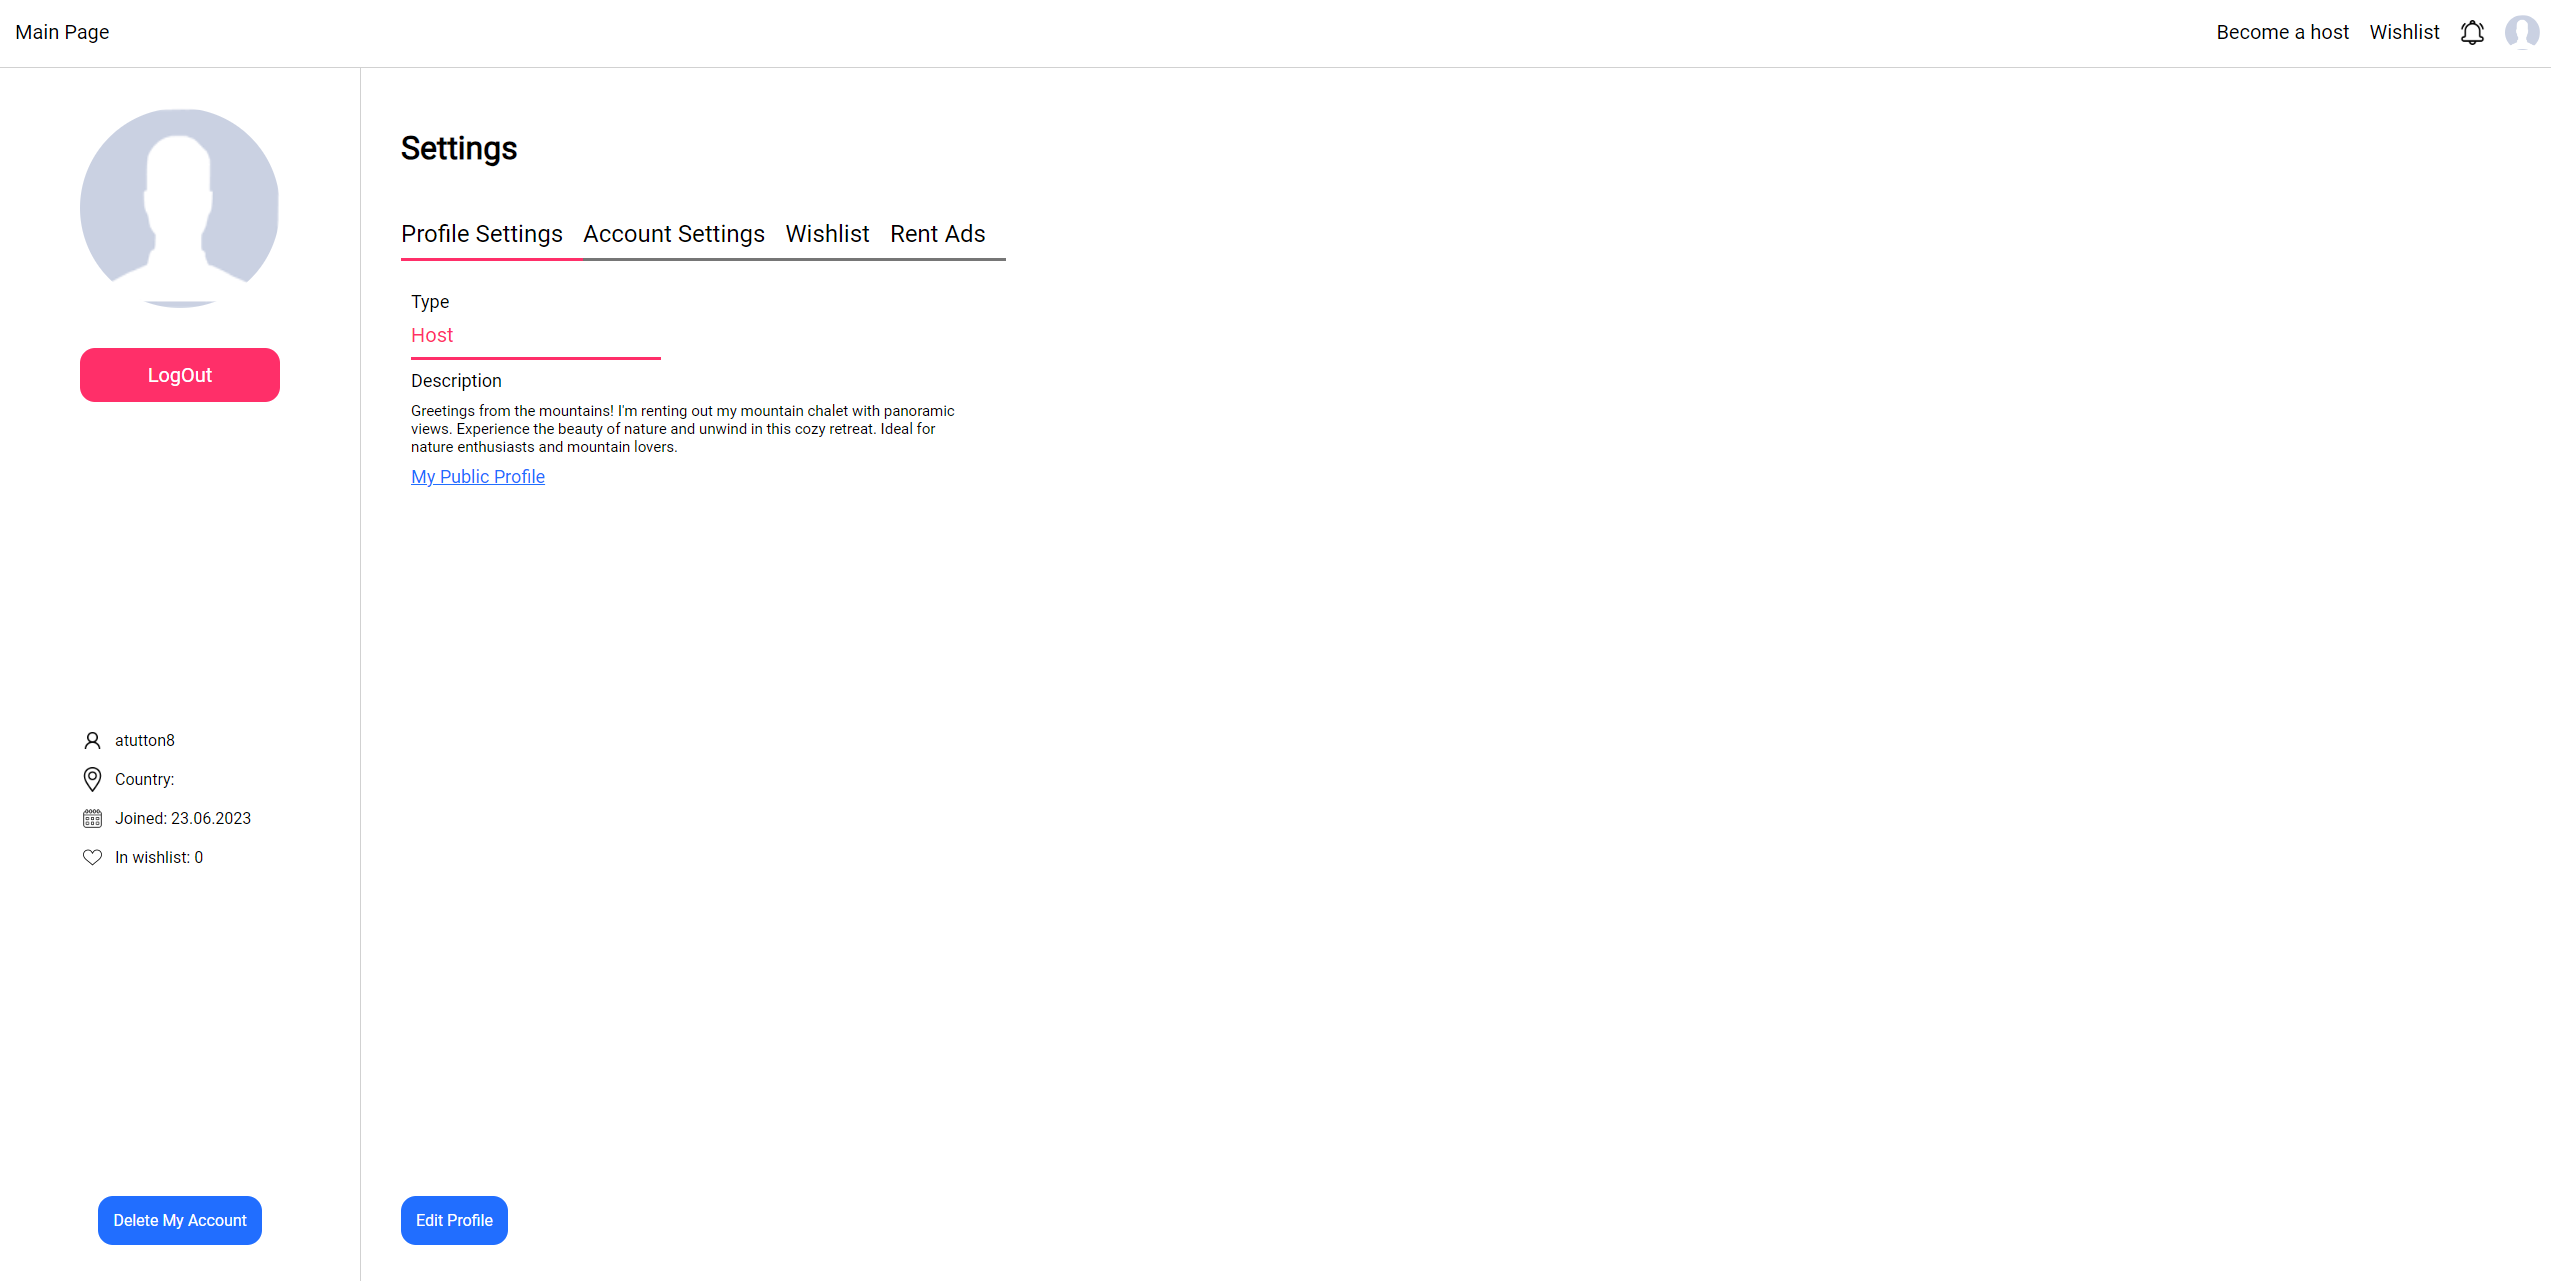 Main Page
Become a host
Wishlist
LogOut
atutton8
Country:
Joined: 23.06.2023
In wishlist: 0
Delete My Account
Settings
Profile Settings
Account Settings
Wishlist
Rent Ads
Type
Host
Description
Greetings from the mountains! I'm renting out my mountain chalet with panoramic
views. Experience the beauty of nature and unwind in this cozy retreat. Ideal for
nature enthusiasts and mountain lovers.
My Public Profile
Edit Profile